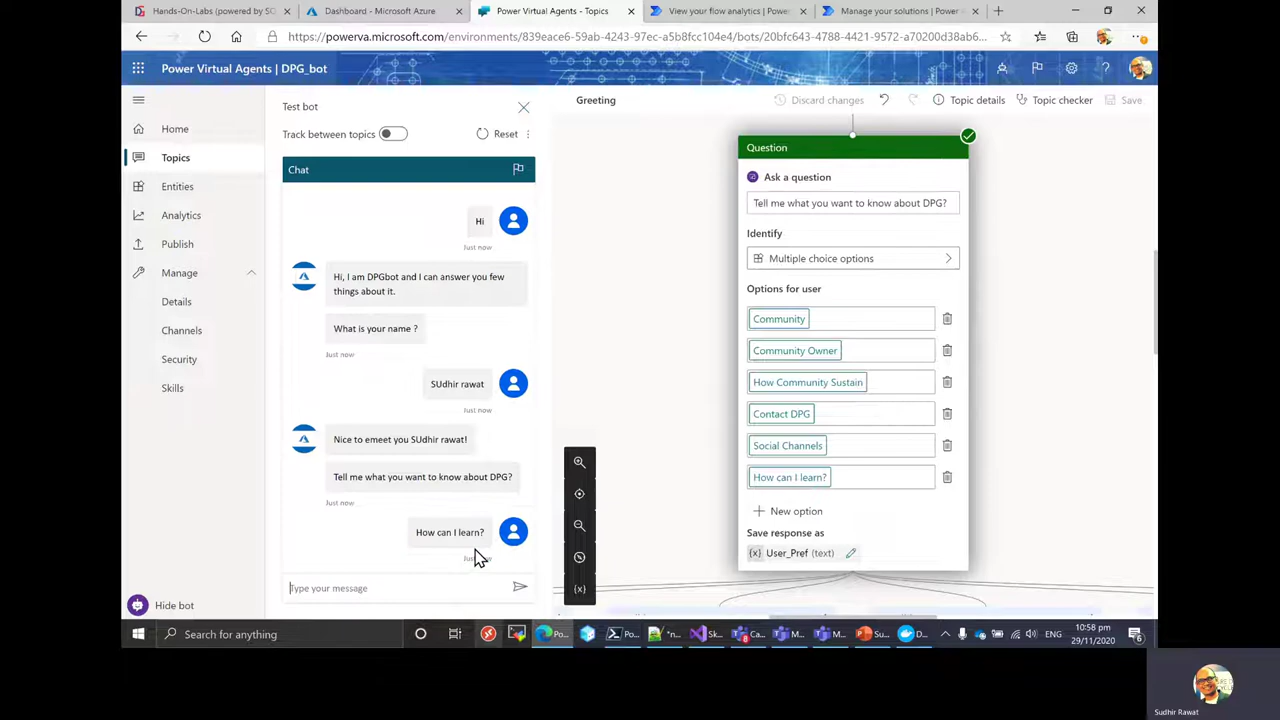 Hands-On-Labs (powered by S
Dashboard - Microsoft Azure
Power Virtual Agents - Topics
View your flow analytics | Powe
Manage your solutions | Power
https://powerva.microsoft.com/environments/839eace6-59ab-4243-97ec-a5b8fcc104e4/bots/20bfc643-4788-4421-9572-a70200d38ab6...
Power Virtual Agents | DPG_bot
Home
Topics
Entities
Analytics
Publish
Manage
Details
Channels
Security
Skills
Hide bot
Test bot
Track between topics
Reset
Chat
Hi
Just now
Hi, I am DPGbot and I can answer you few
things about it.
What is your name ?
Just now
SUdhir rawat
Just now
Nice to emeet you SUdhir rawat!
Tell me what you want to know about DPG?
Just now
How can I learn?
Type your message
Greeting
Discard changes
Topic details
Topic checker
Save
Question
Ask a question
Tell me what you want to know about DPG?
Identify
Multiple choice options
Options for user
Community
Community Owner
How Community Sustain
Contact DPG
Social Channels
How can I learn?
New option
Save response as
{x} User_Pref (text)
{x}
Search for anything
Po...
Po...
"n...
Sk...
Ca...
M...
M...
Su...
D...
8
ENG
10:58 pm
29/11/2020
6
Sudhir Rawat